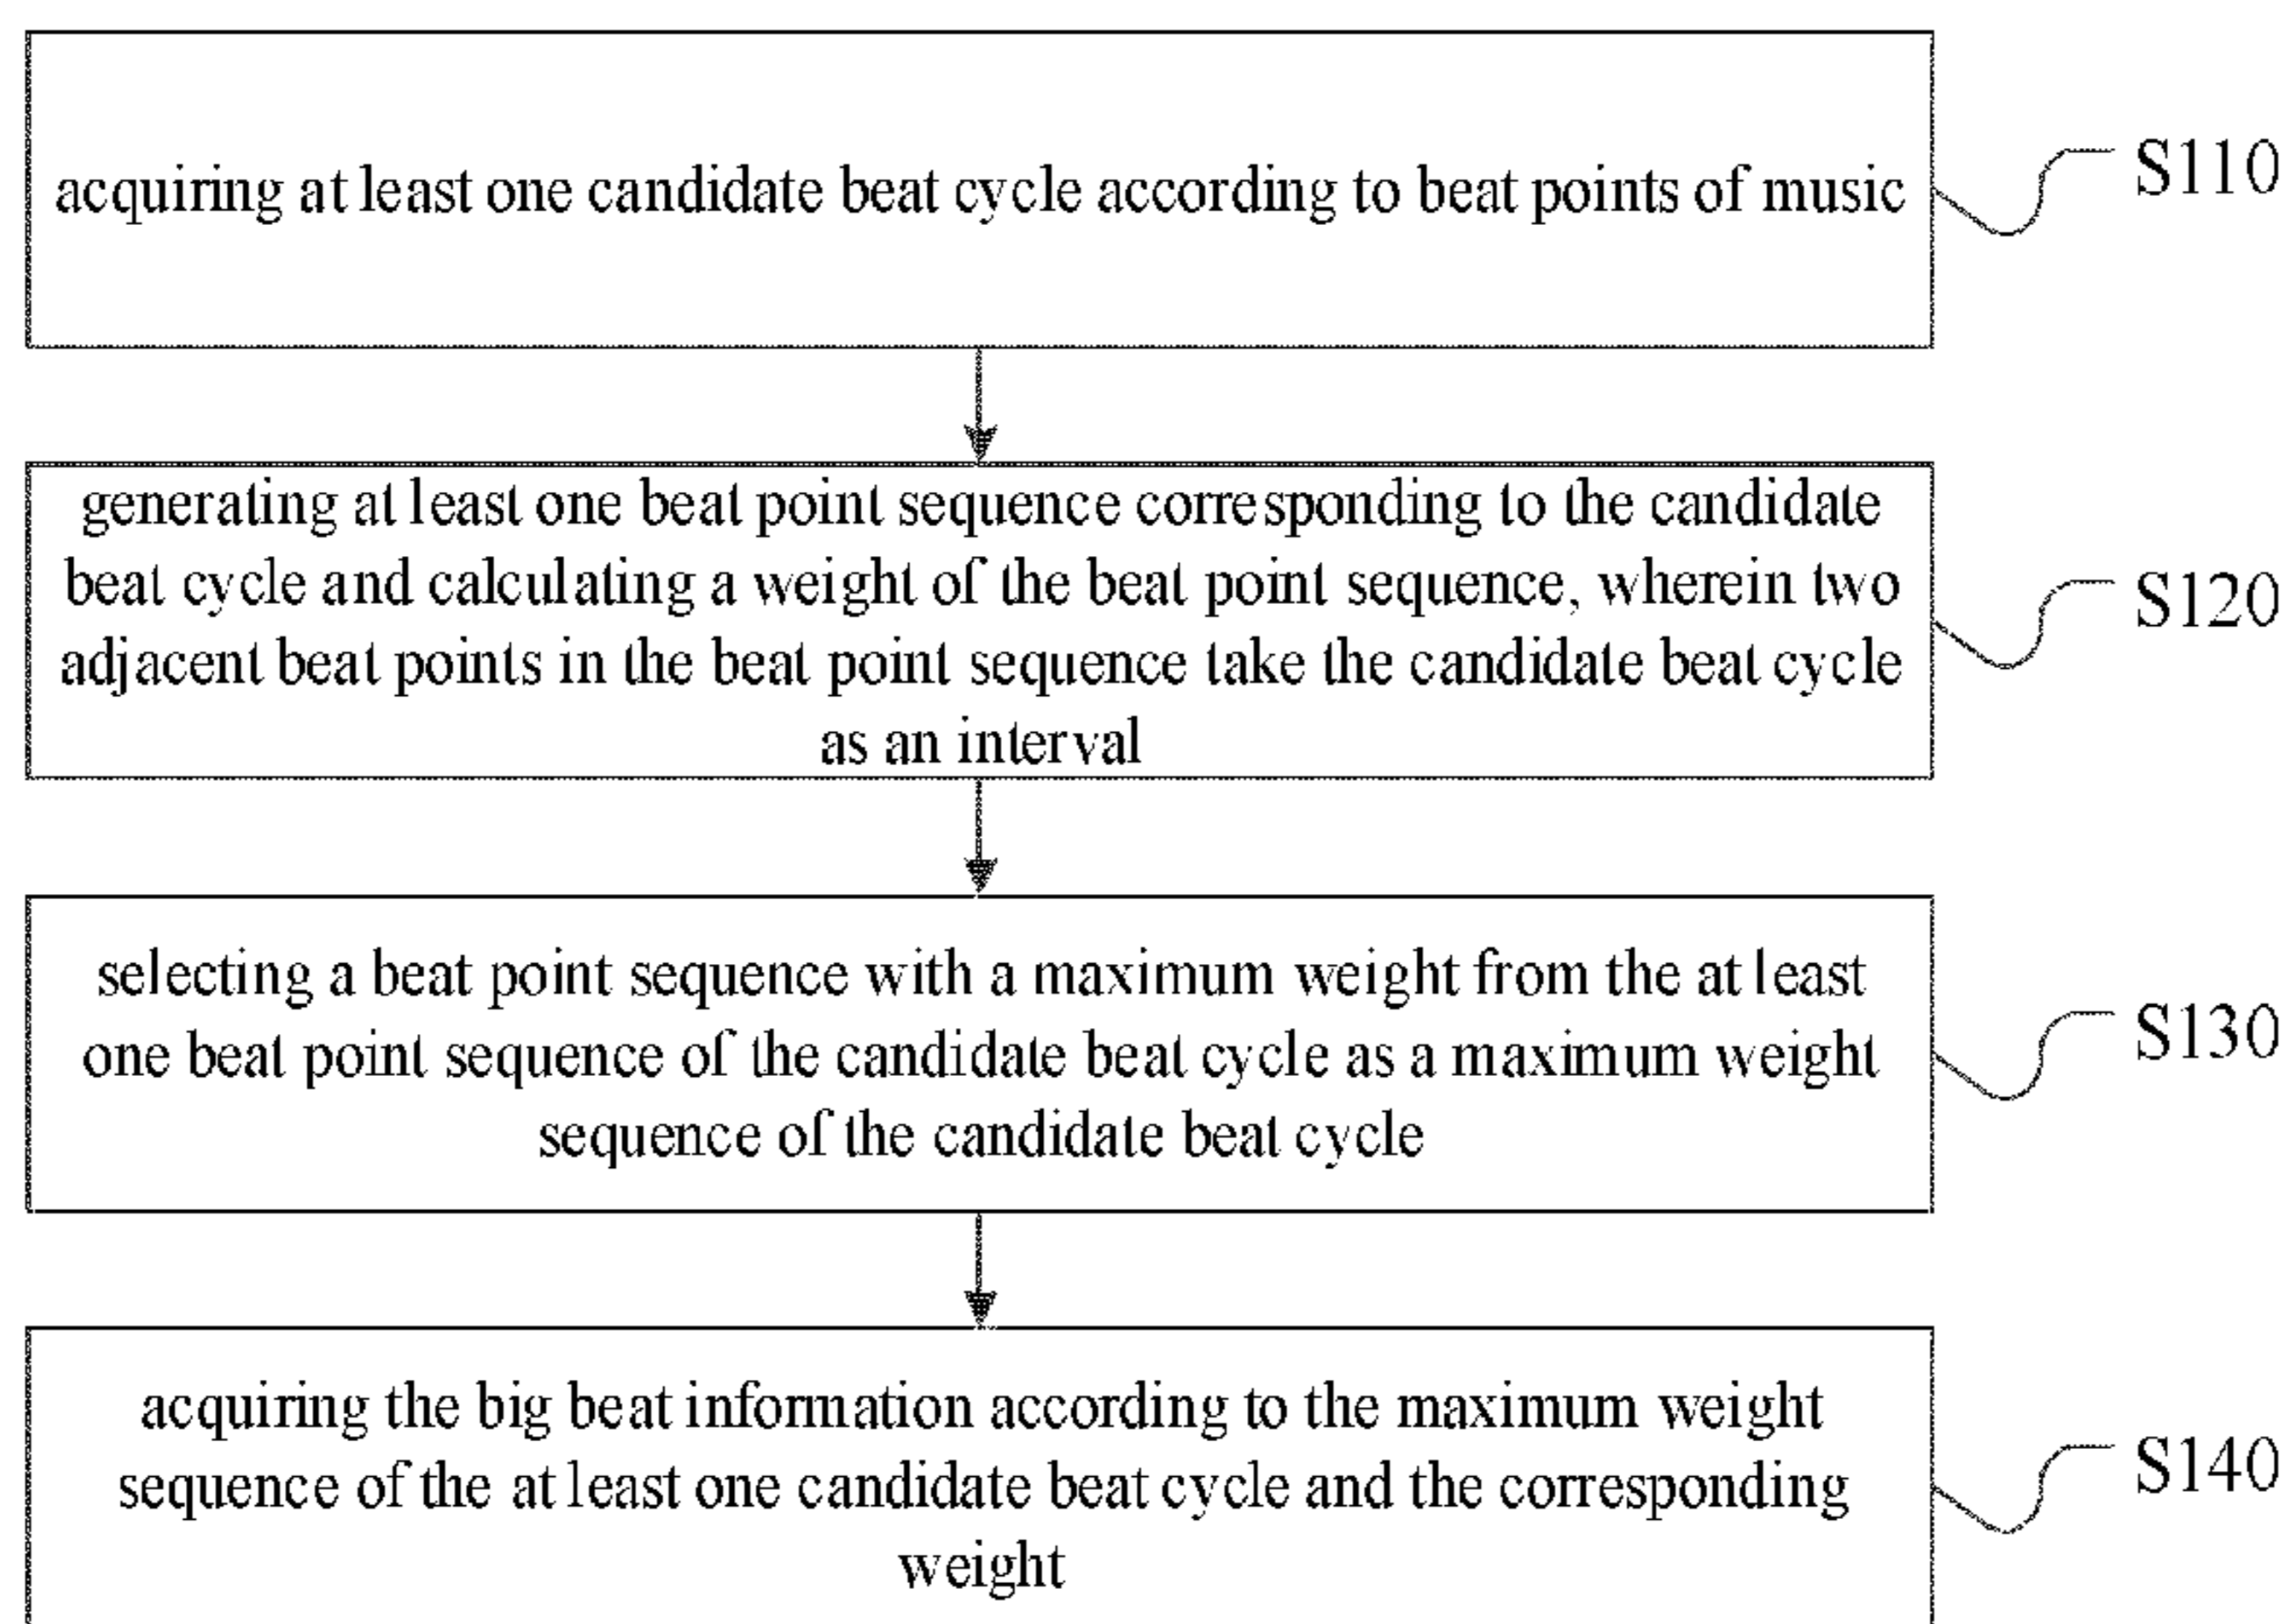 acquiring at least one candidate beat cycle according to beat points of music
S110
generating at least one beat point sequence corresponding to the candidate
beat cycle and calculating a weight of the beat point sequence, wherein two
adjacent beat points in the beat point sequence take the candidate beat cycle
as an interval
S120
selecting a beat point sequence with a maximum weight from the at least
one beat point sequence of the candidate beat cycle as a maximum weight
sequence of the candidate beat cycle
S130
acquiring the big beat information according to the maximum weight
sequence of the at least one candidate beat cycle and the corresponding
weight
S140